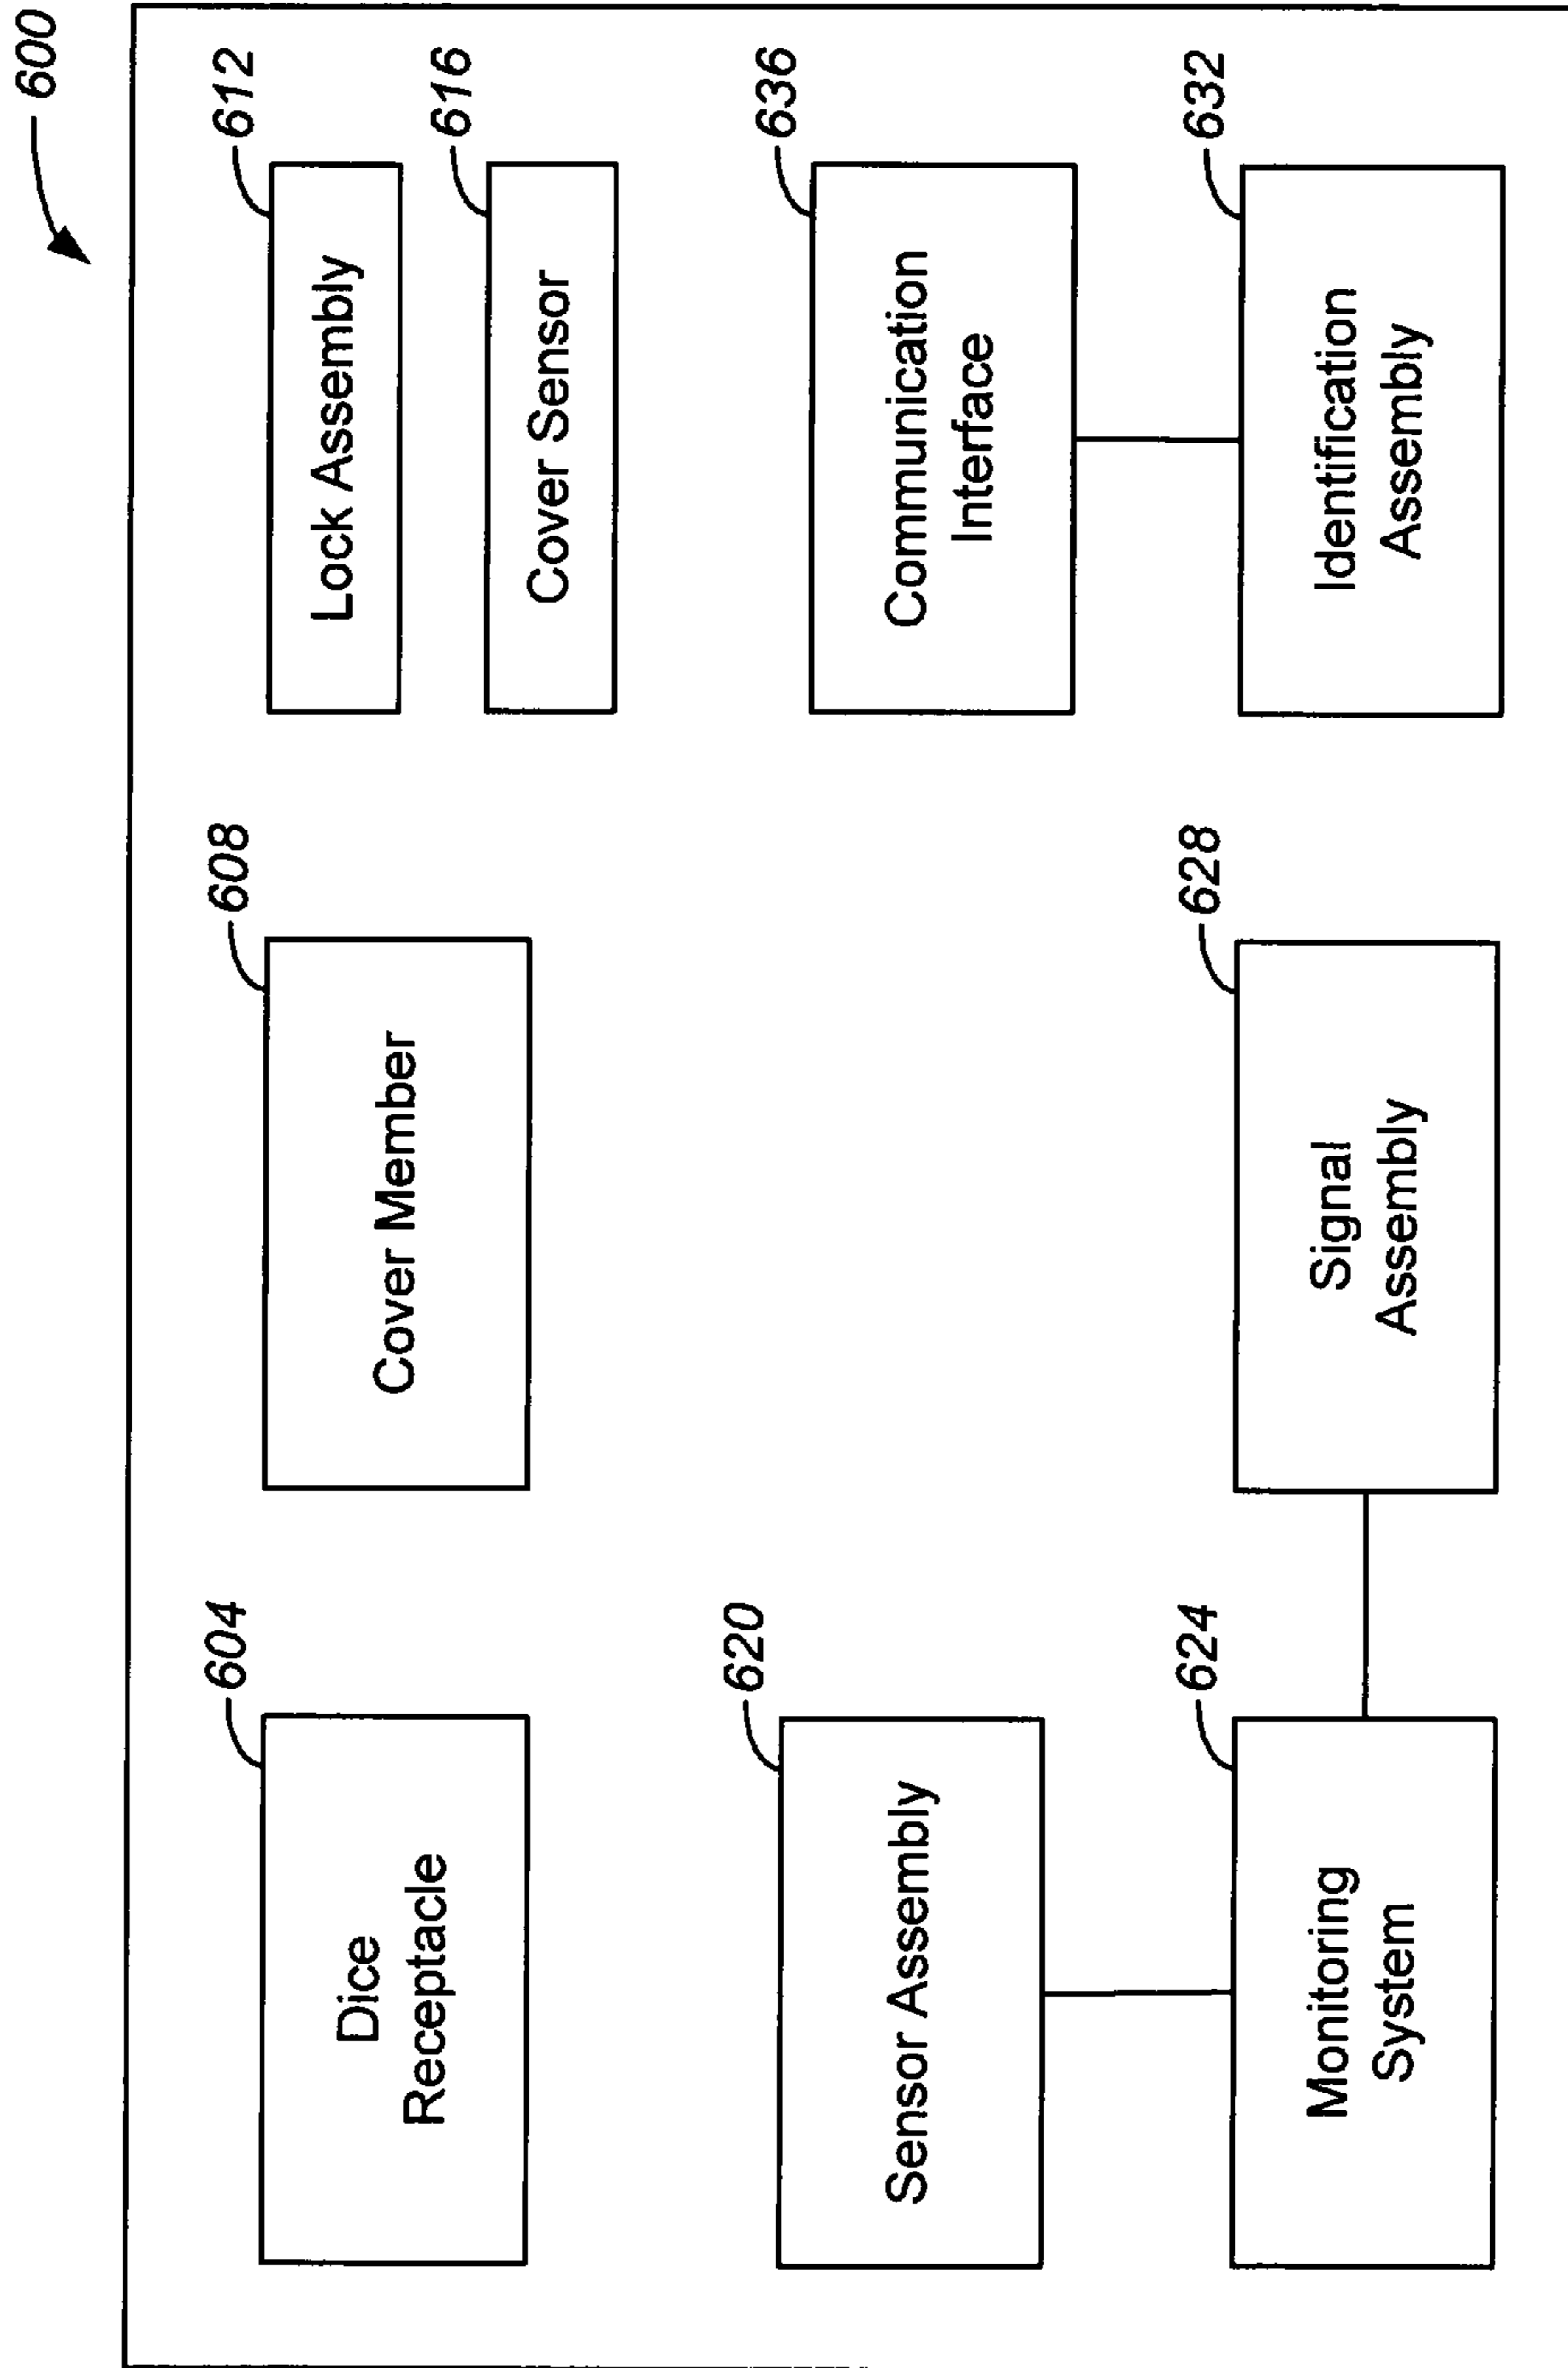 600
604
Dice
Receptacle
608
Cover Member
612
Lock Assembly
616
Cover Sensor
620
Sensor Assembly
636
Communication
Interface
624
Monitoring
System
628
Signal
Assembly
632
Identification
Assembly